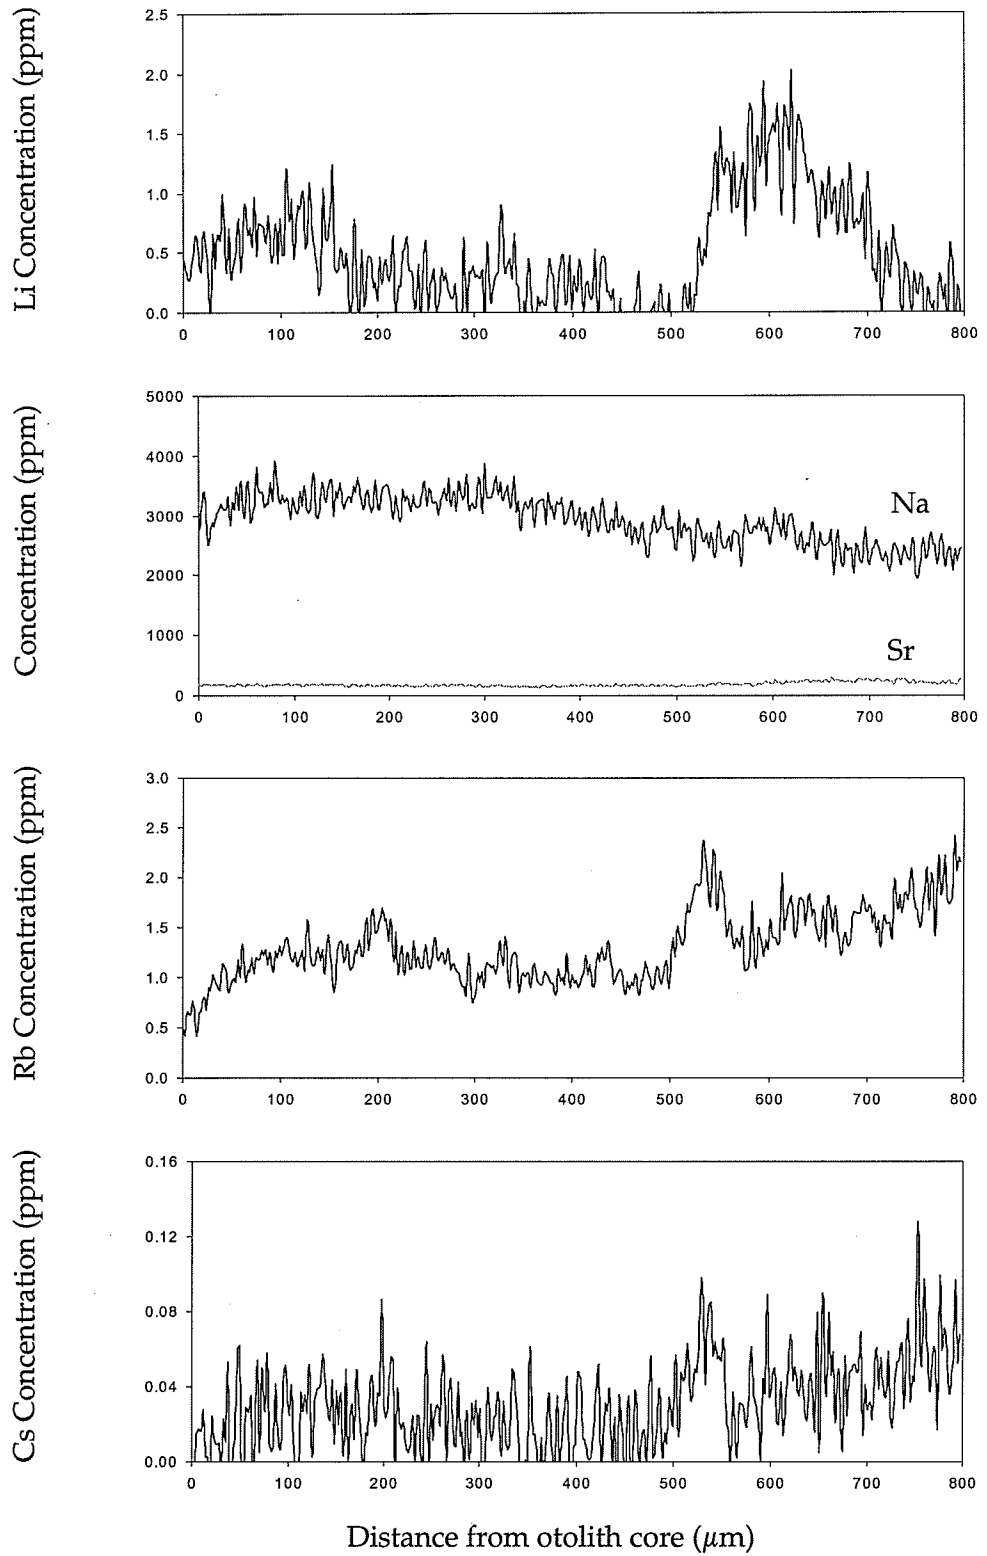 Li Concentration (ppm)
2.5
2.0
1.5
1.0
0.5
0.0
0 100 200 300 400 500 600 700 800
Concentration (ppm)
5000
4000
3000
2000
1000
0
Na
Sr
0 100 200 300 400 500 600 700 800
Rb Concentration (ppm)
3.0
2.5
2.0
1.5
1.0
0.5
0.0
0 100 200 300 400 500 600 700 800
Cs Concentration (ppm)
0.16
0.12
0.08
0.04
0.00
0 100 200 300 400 500 600 700 800
Distance from otolith core (μm)